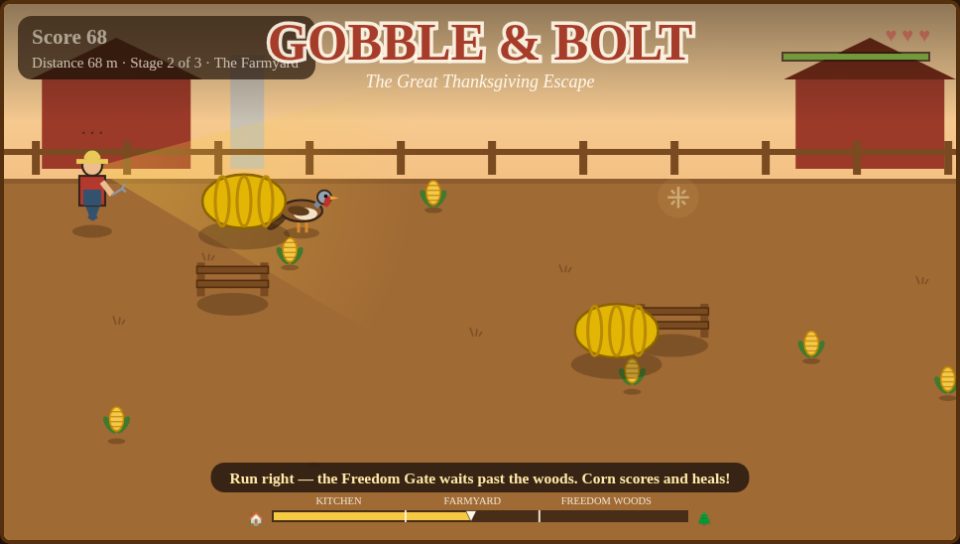 Score 68
Distance 68 m · Stage 2 of 3 · The Farmyard
GOBBLE & BOLT
The Great Thanksgiving Escape
Run right — the Freedom Gate waits past the woods. Corn scores and heals!
KITCHEN FARMYARD FREEDOM WOODS